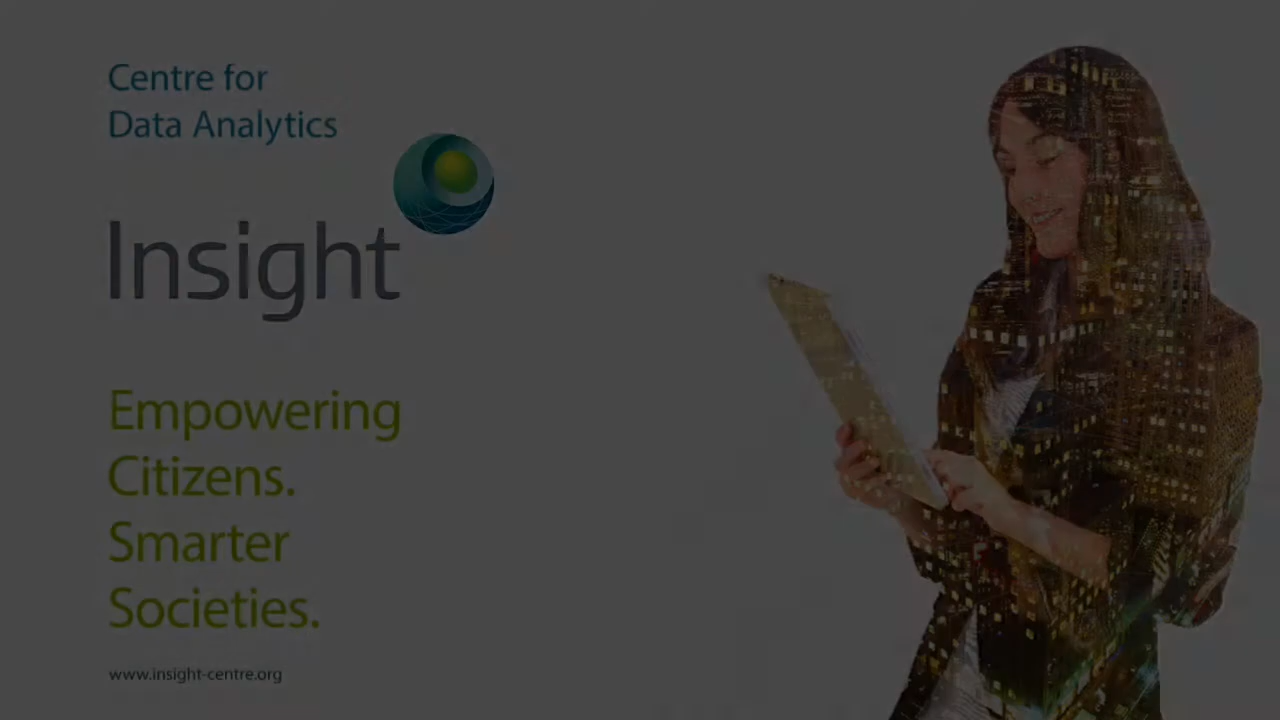 Centre for
Data Analytics
Insight
Empowering
Citizens.
Smarter
Societies.
www.insight-centre.org